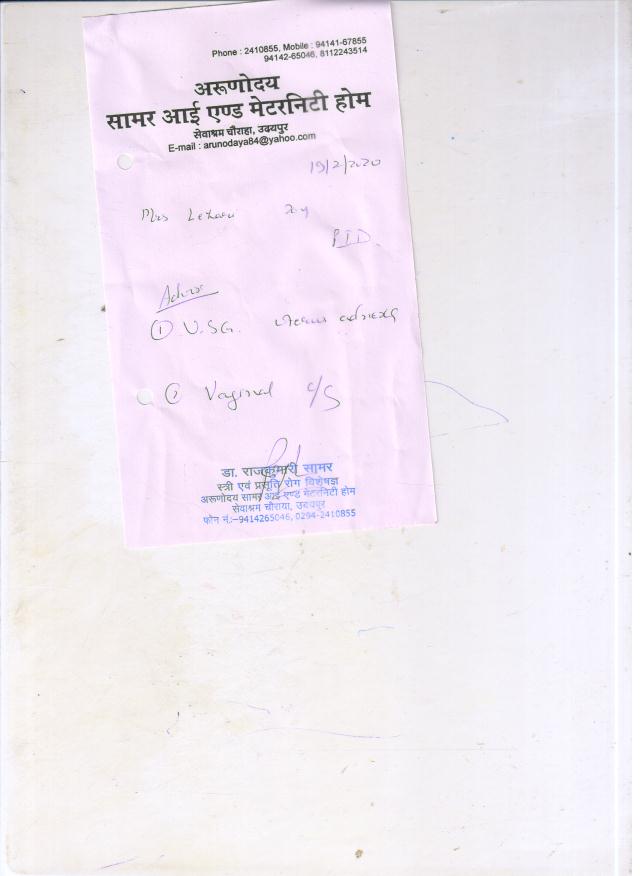 Phone : 2410855, Mobile : 94141-67855
94142-65046, 8112243514
अरूणोदय
सामर आई एण्ड मेटरनिटी होम
सेवाश्रम चौराहा, उदयपुर
E-mail : arunodaya84@yahoo.com
19/2/2020
Mrs
PID.
Advise
① U.SG.
② Vaginal C/S
डा. राजकुमारी सामर
स्त्री एवं प्रसूति रोग विशेषज्ञ
अरूणोदय सामर आई एण्ड मेटरनिटी होम
सेवाश्रम चौराया, उदयपुर
फोन नं.:-9414265046, 0294-2410855